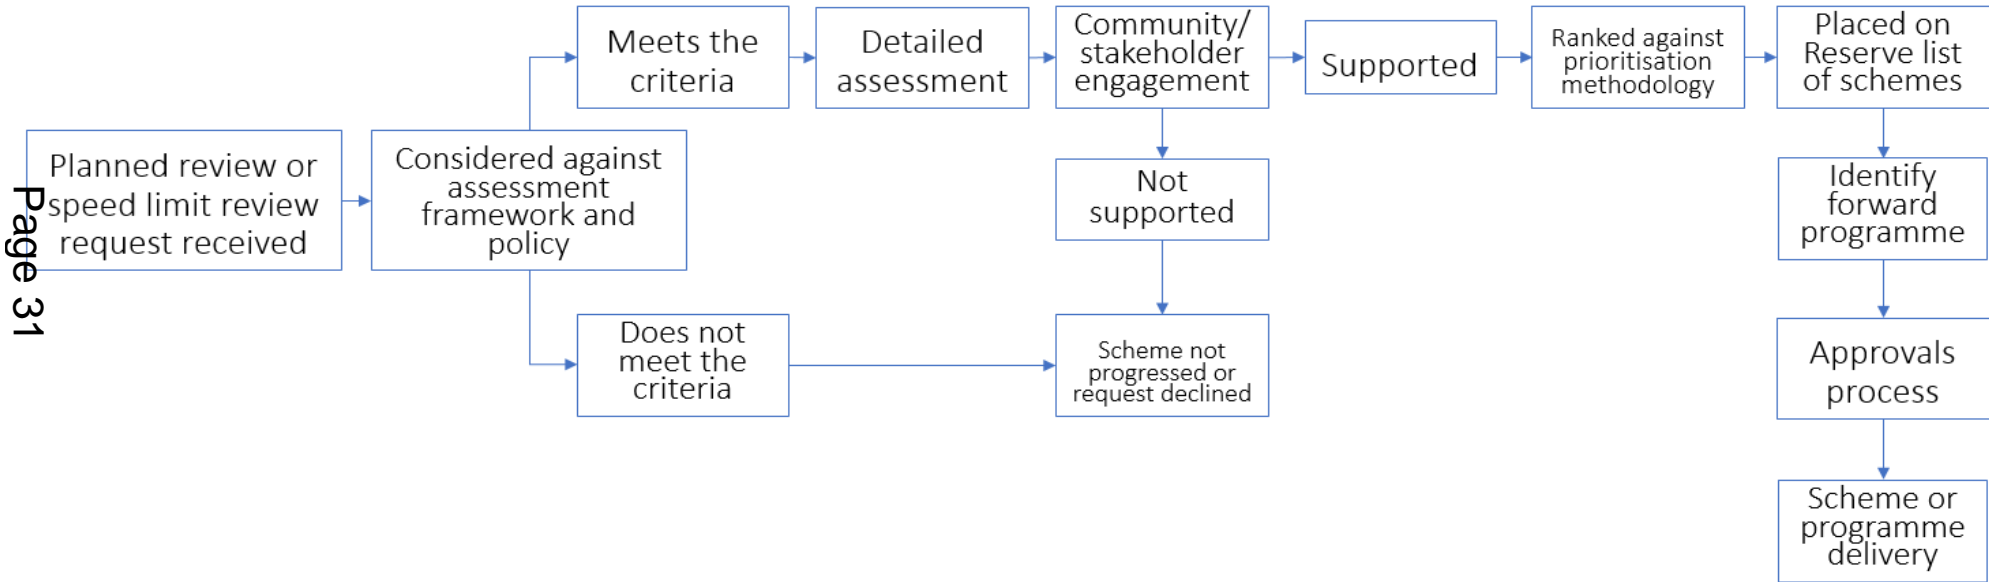 Meets the
criteria
Detailed
assessment
Community/
stakeholder
engagement
Supported
Ranked against
prioritisation
methodology
Placed on
Reserve list
of schemes
Planned review or
speed limit review
request received
Considered against
assessment
framework and
policy
Not
supported
Identify
forward
programme
Does not
meet the
criteria
Scheme not
progressed or
request declined
Approvals
process
Scheme or
programme
delivery
Page 31